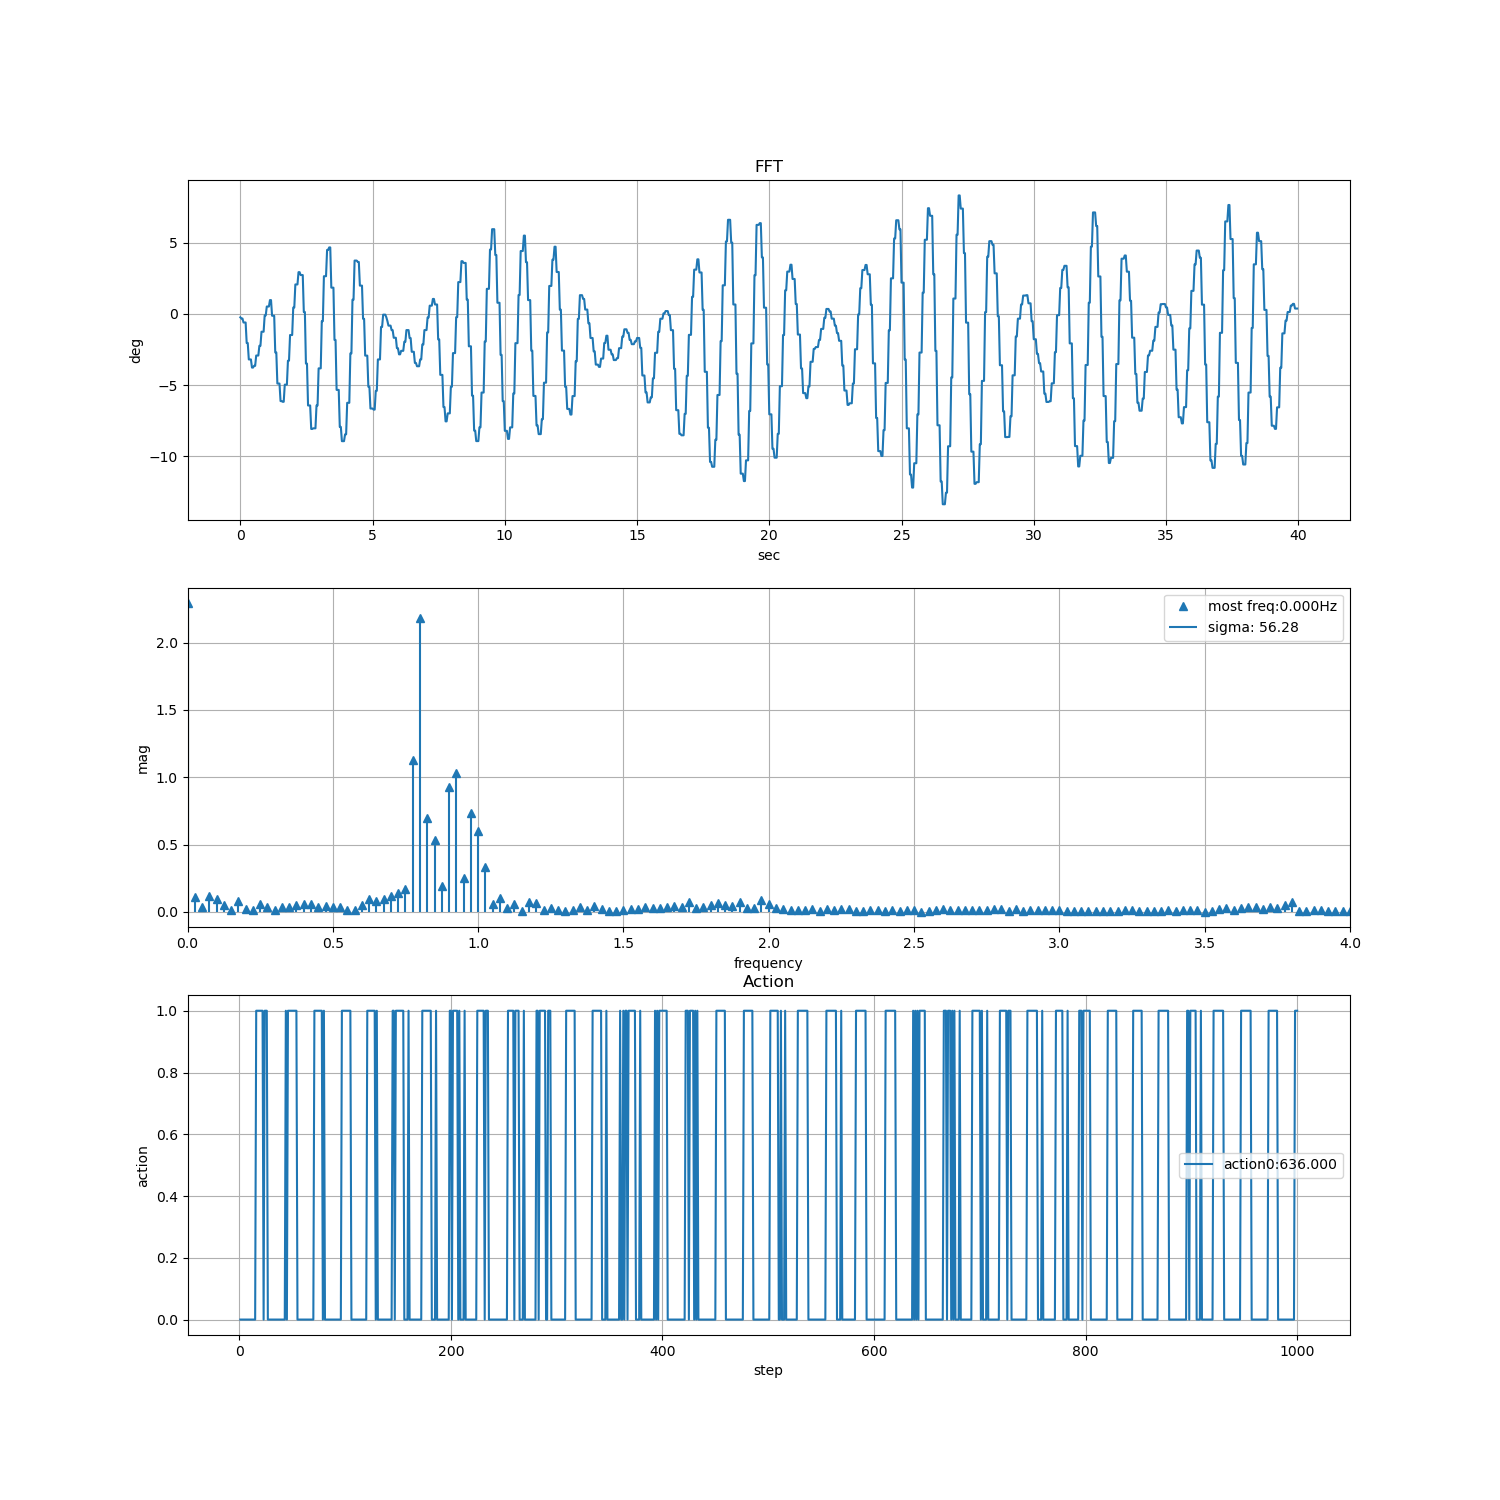 FFT
5
0
−5
−10
deg
0 5 10 15 20 25 30 35 40
sec
most freq:0.000Hz
sigma: 56.28
2.0
1.5
1.0
0.5
0.0
mag
0.0 0.5 1.0 1.5 2.0 2.5 3.0 3.5 4.0
frequency
Action
1.0
0.8
0.6
0.4
0.2
0.0
action
action0:636.000
0 200 400 600 800 1000
step